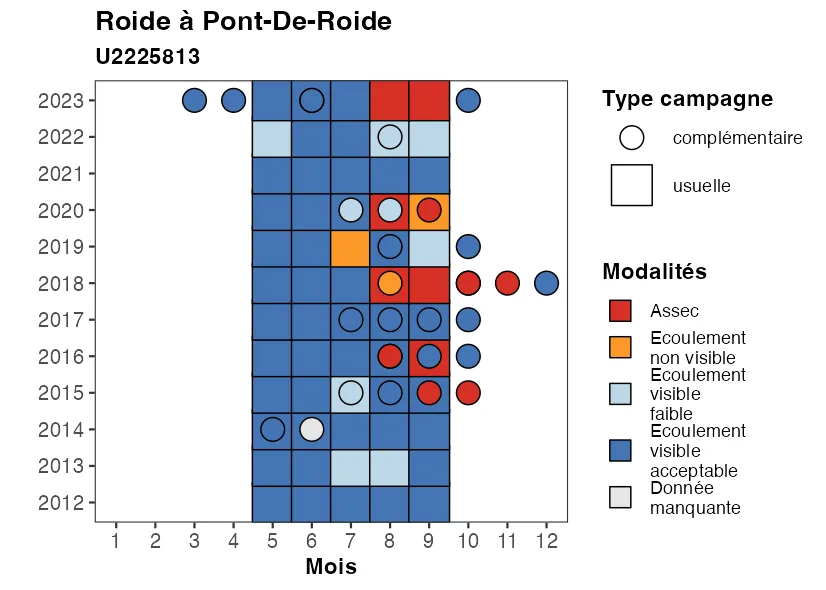 Roide à Pont-De-Roide
U2225813
2023
2022
2021
2020
2019
2018
2017
2016
2015
2014
2013
2012
1 2 3 4 5 6 7 8 9 10 11 12
Mois
Type campagne
complémentaire
usuelle
Modalités
Assec
Ecoulement
non visible
Ecoulement
visible
faible
Ecoulement
visible
acceptable
Donnée
manquante